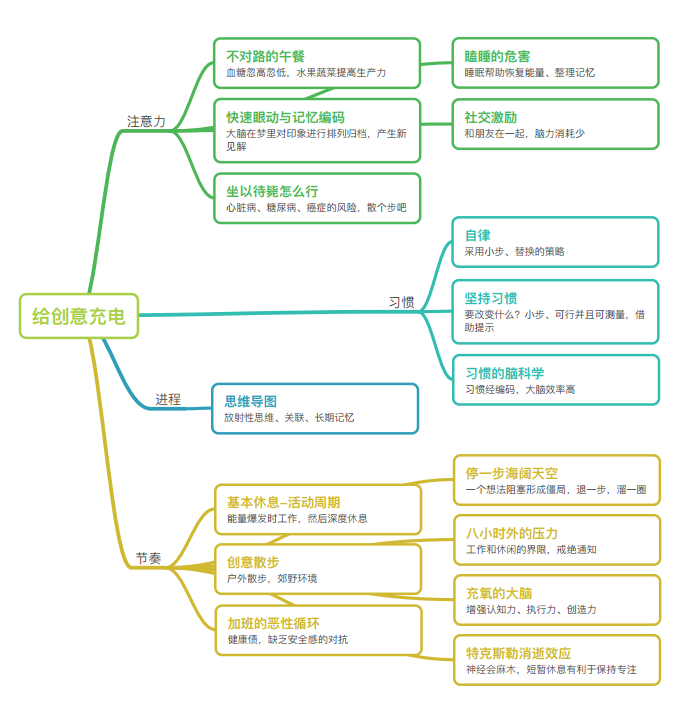 给创意充电
注意力
不对路的午餐
血糖忽高忽低，水果蔬菜提高生产力
快速眼动与记忆编码
大脑在梦里对印象进行排列归档，产生新
见解
坐以待毙怎么行
心脏病、糖尿病、癌症的风险，散个步吧
瞌睡的危害
睡眠帮助恢复能量、整理记忆
社交激励
和朋友在一起，脑力消耗少
习惯
自律
采用小步、替换的策略
坚持习惯
要改变什么？小步、可行并且可测量，借
助提示
习惯的脑科学
习惯经编码，大脑效率高
进程
思维导图
放射性思维、关联、长期记忆
节奏
基本休息–活动周期
能量爆发时工作，然后深度休息
创意散步
户外散步，郊野环境
加班的恶性循环
健康债，缺乏安全感的对抗
停一步海阔天空
一个想法阻塞形成僵局，退一步，溜一圈
八小时外的压力
工作和休闲的界限，戒绝通知
充氧的大脑
增强认知力、执行力、创造力
特克斯勒消逝效应
神经会麻木，短暂休息有利于保持专注